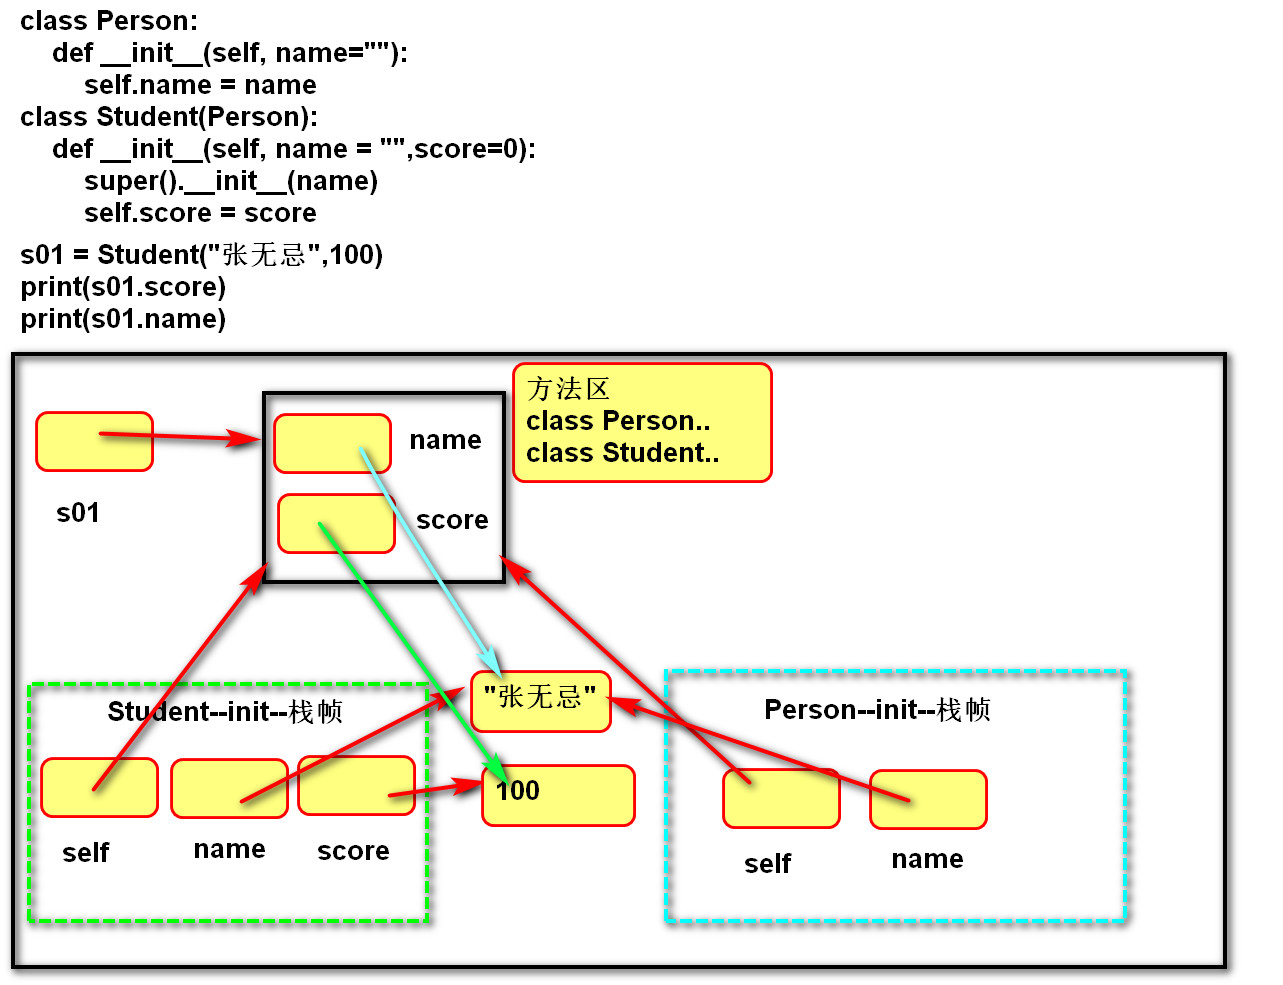 class Person:
    def __init__(self, name=""):
        self.name = name
class Student(Person):
    def __init__(self, name = "",score=0):
        super().__init__(name)
        self.score = score
s01 = Student("张无忌",100)
print(s01.score)
print(s01.name)
方法区
class Person..
class Student..
name
s01
score
"张无忌"
Student--init--栈帧
Person--init--栈帧
100
self
name
score
self
name